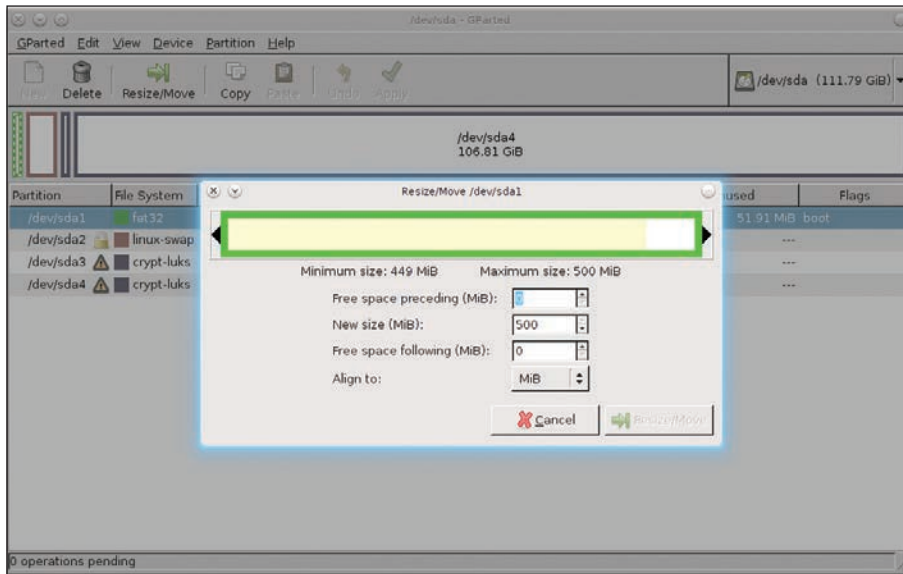 /dev/sda - GParted
GParted Edit View Device Partition Help
New Delete Resize/Move Copy Paste Undo Apply /dev/sda (111.79 GiB)
/dev/sda4
106.81 GiB
Partition File System used Flags
/dev/sda1 fat32 51.91 MiB boot
/dev/sda2 linux-swap ---
/dev/sda3 crypt-luks ---
/dev/sda4 crypt-luks ---
Resize/Move /dev/sda1
Minimum size: 449 MiB Maximum size: 500 MiB
Free space preceding (MiB): 0
New size (MiB): 500
Free space following (MiB): 0
Align to: MiB
Cancel Resize/Move
0 operations pending